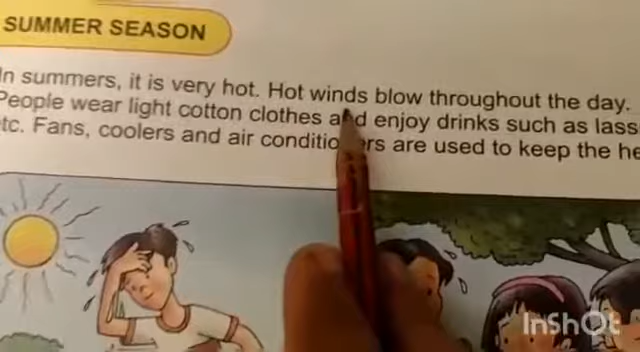 SUMMER SEASON
In summers, it is very hot. Hot winds blow throughout the day.
People wear light cotton clothes and enjoy drinks such as lass
etc. Fans, coolers and air conditioners are used to keep the he
InShOt